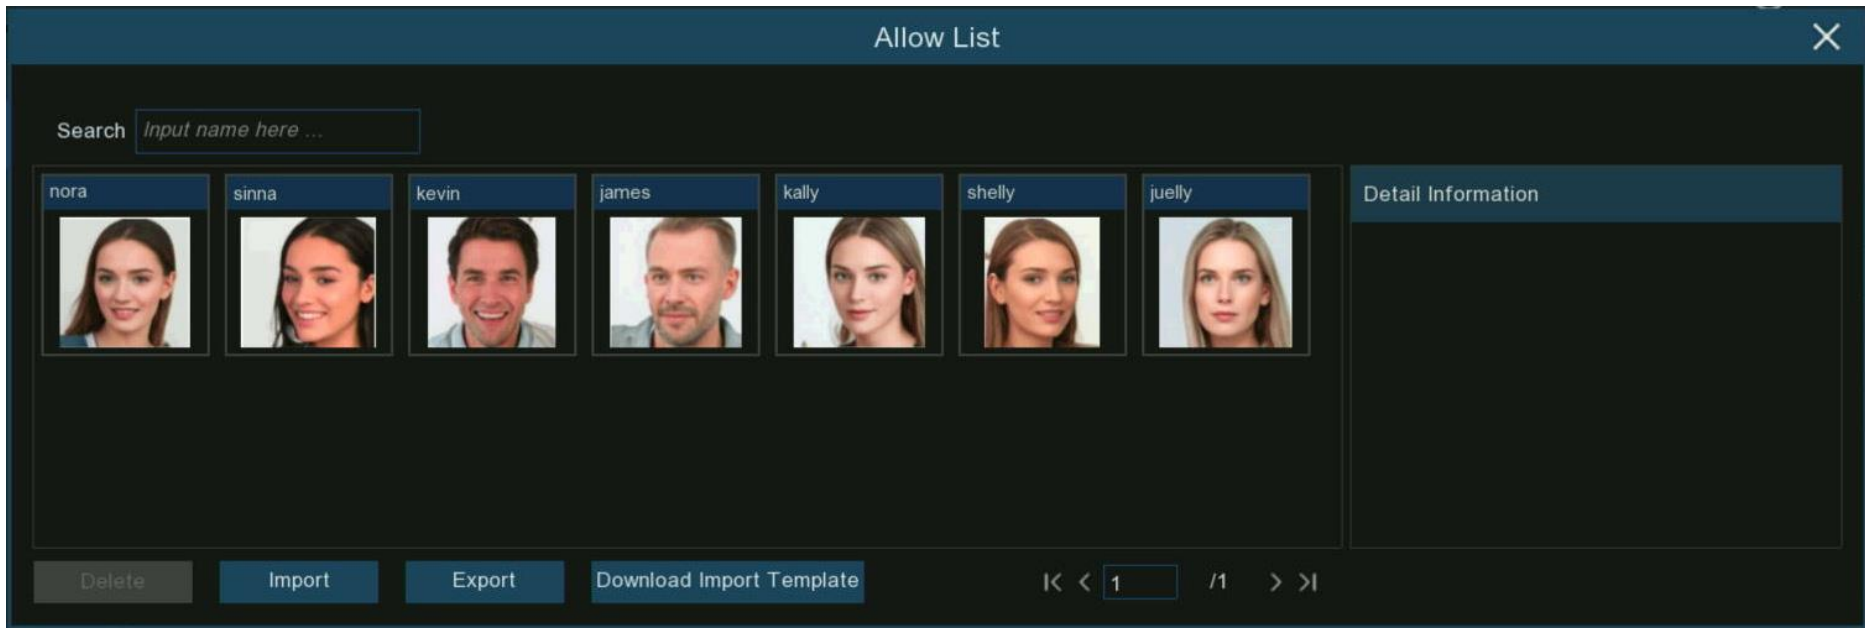 Allow List
Search Input name here ...
nora sinna kevin james kally shelly juelly
Detail Information
Delete Import Export Download Import Template 1 /1